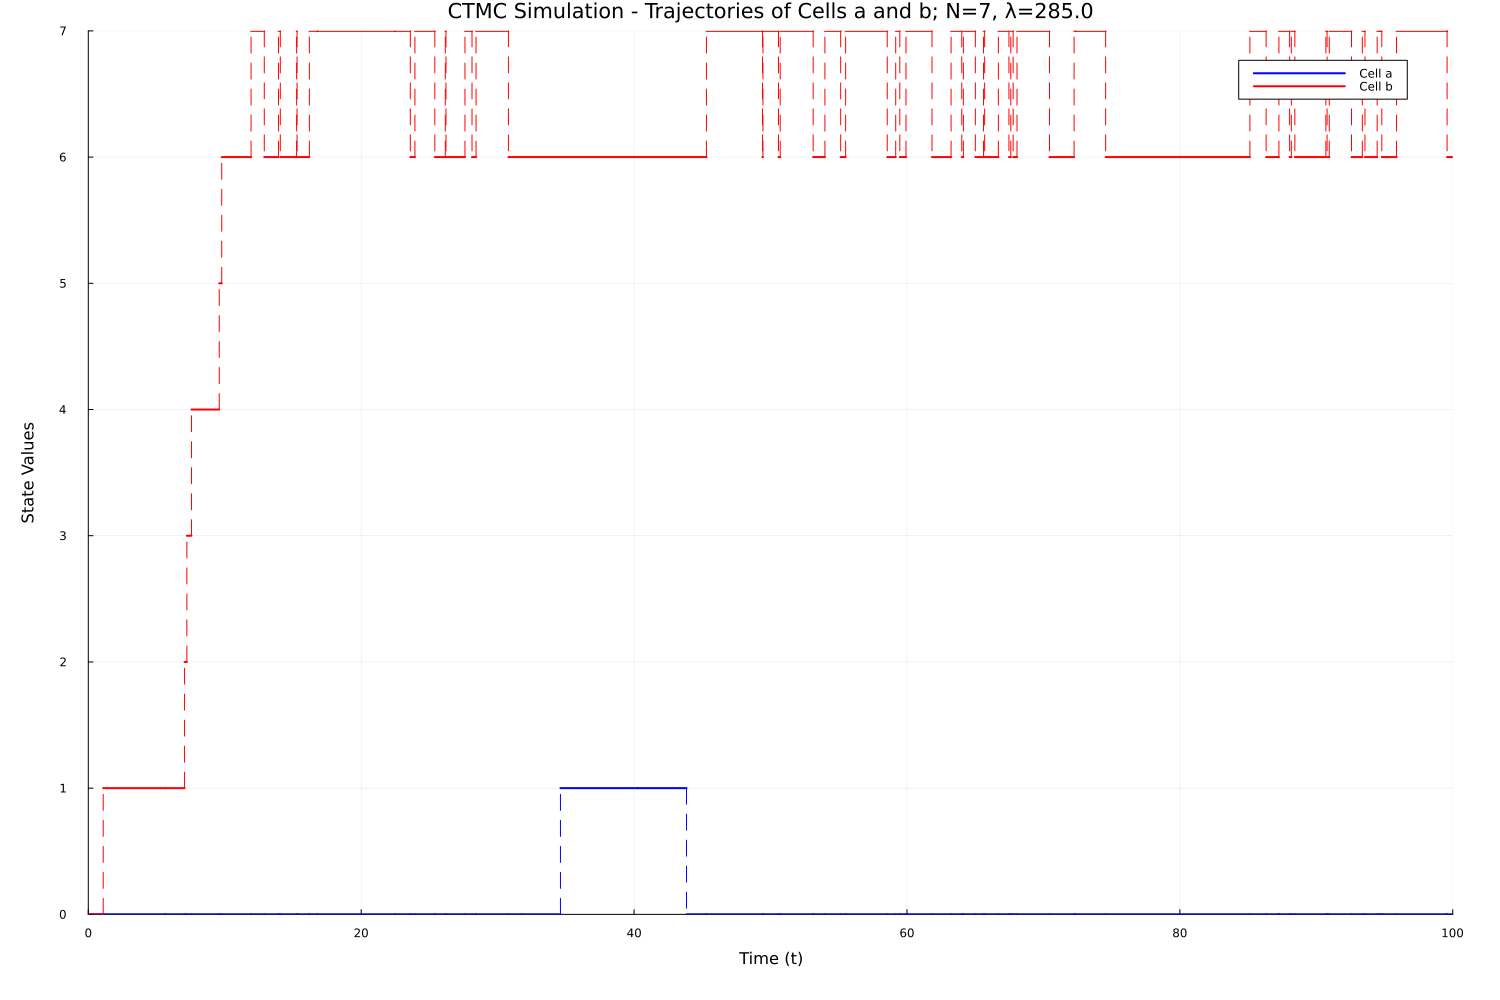 CTMC Simulation - Trajectories of Cells a and b; N=7, λ=285.0
7
Cell a
Cell b
6
5
4
State Values
3
2
1
0
0 20 40 60 80 100
Time (t)